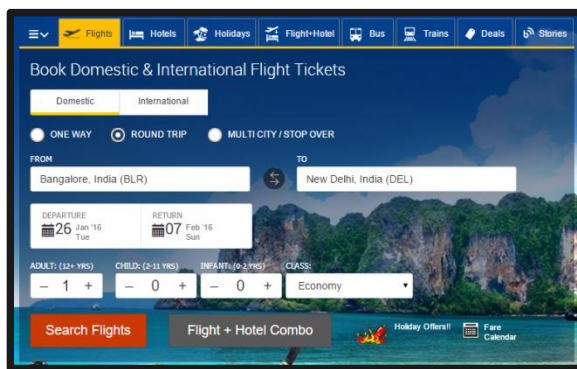 Flights Hotels Holidays Flight+Hotel Bus Trains Deals Stories
Book Domestic & International Flight Tickets
Domestic International
ONE WAY ROUND TRIP MULTI CITY / STOP OVER
FROM TO
Bangalore, India (BLR) New Delhi, India (DEL)
DEPARTURE RETURN
26 Jan '16 Tue 07 Feb '16 Sun
ADULT: (12+ YRS) CHILD: (2-11 YRS) INFANT: (0-2 YRS) CLASS:
– 1 + – 0 + – 0 + Economy
Search Flights Flight + Hotel Combo Holiday Offers!! Fare Calendar